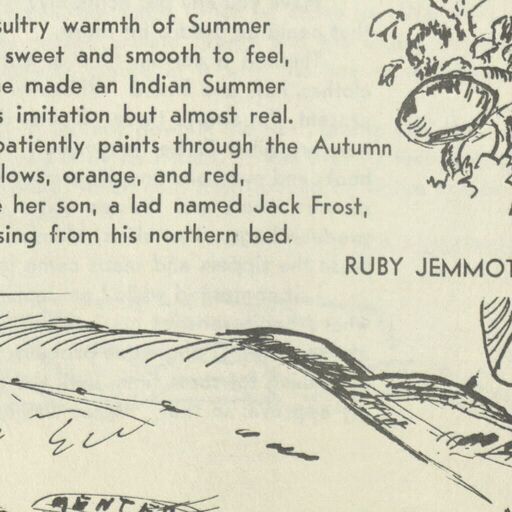 sultry warmth of Summer
sweet and smooth to feel,
ce made an Indian Summer
s imitation but almost real.
patiently paints through the Autumn
lows, orange, and red,
e her son, a lad named Jack Frost,
sing from his northern bed.
RUBY JEMMOT